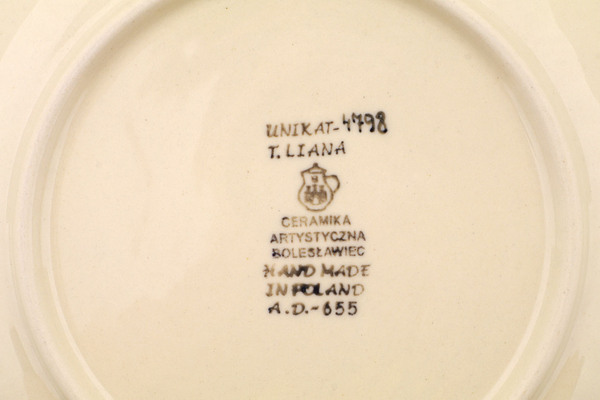 UNIKAT-4798
T. LIANA
CERAMIKA
ARTYSTYCZNA
BOLESŁAWIEC
HAND MADE
IN POLAND
A.D.-655